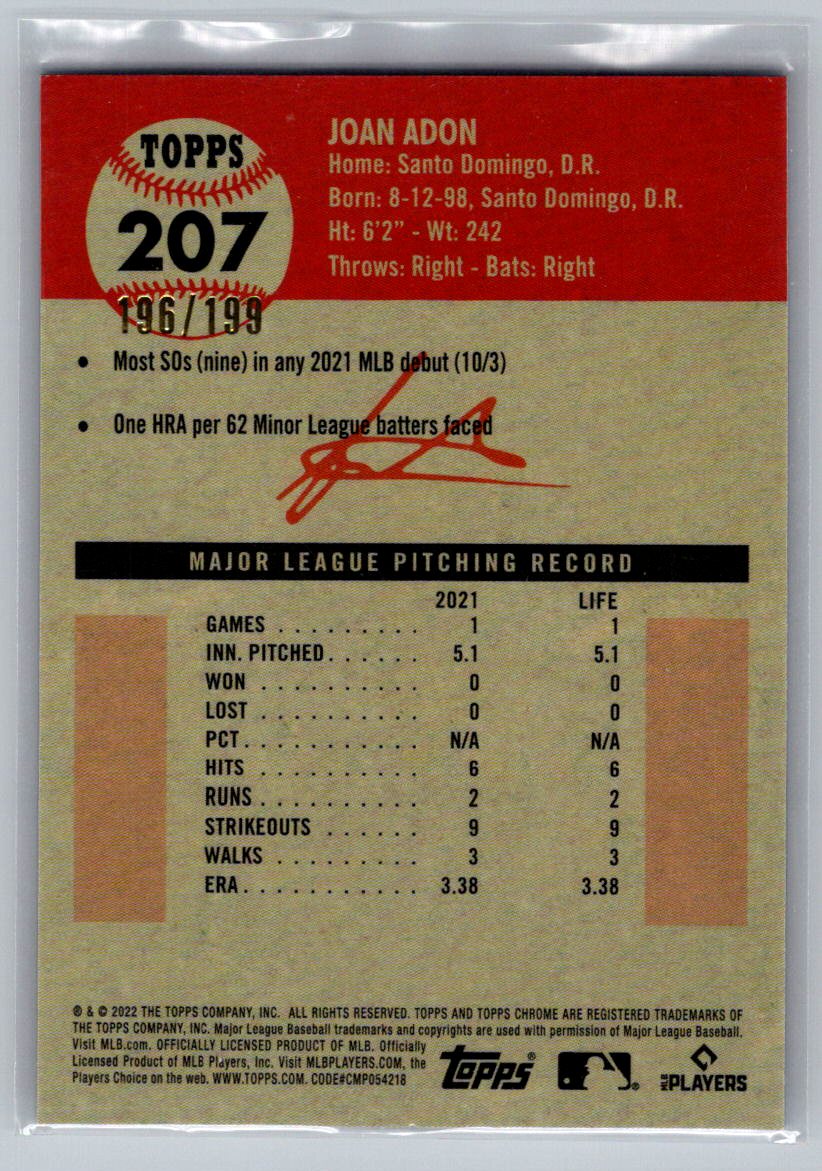 TOPPS
207
196/199
JOAN ADON
Home: Santo Domingo, D.R.
Born: 8-12-98, Santo Domingo, D.R.
Ht: 6'2" - Wt: 242
Throws: Right - Bats: Right
• Most SOs (nine) in any 2021 MLB debut (10/3)
• One HRA per 62 Minor League batters faced
MAJOR LEAGUE PITCHING RECORD
2021 LIFE
GAMES . . . . . . . . . . 1 1
INN. PITCHED . . . . . . 5.1 5.1
WON . . . . . . . . . . 0 0
LOST . . . . . . . . . . 0 0
PCT. . . . . . . . . . . N/A N/A
HITS . . . . . . . . . . 6 6
RUNS . . . . . . . . . . 2 2
STRIKEOUTS . . . . . . 9 9
WALKS . . . . . . . . . 3 3
ERA . . . . . . . . . . . 3.38 3.38
® & © 2022 THE TOPPS COMPANY, INC. ALL RIGHTS RESERVED. TOPPS AND TOPPS CHROME ARE REGISTERED TRADEMARKS OF
THE TOPPS COMPANY, INC. Major League Baseball trademarks and copyrights are used with permission of Major League Baseball.
Visit MLB.com. OFFICIALLY LICENSED PRODUCT OF MLB. Officially
Licensed Product of MLB Players, Inc. Visit MLBPLAYERS.COM, the
Players Choice on the web. WWW.TOPPS.COM. CODE#CMP054218
topps®
MLB PLAYERS